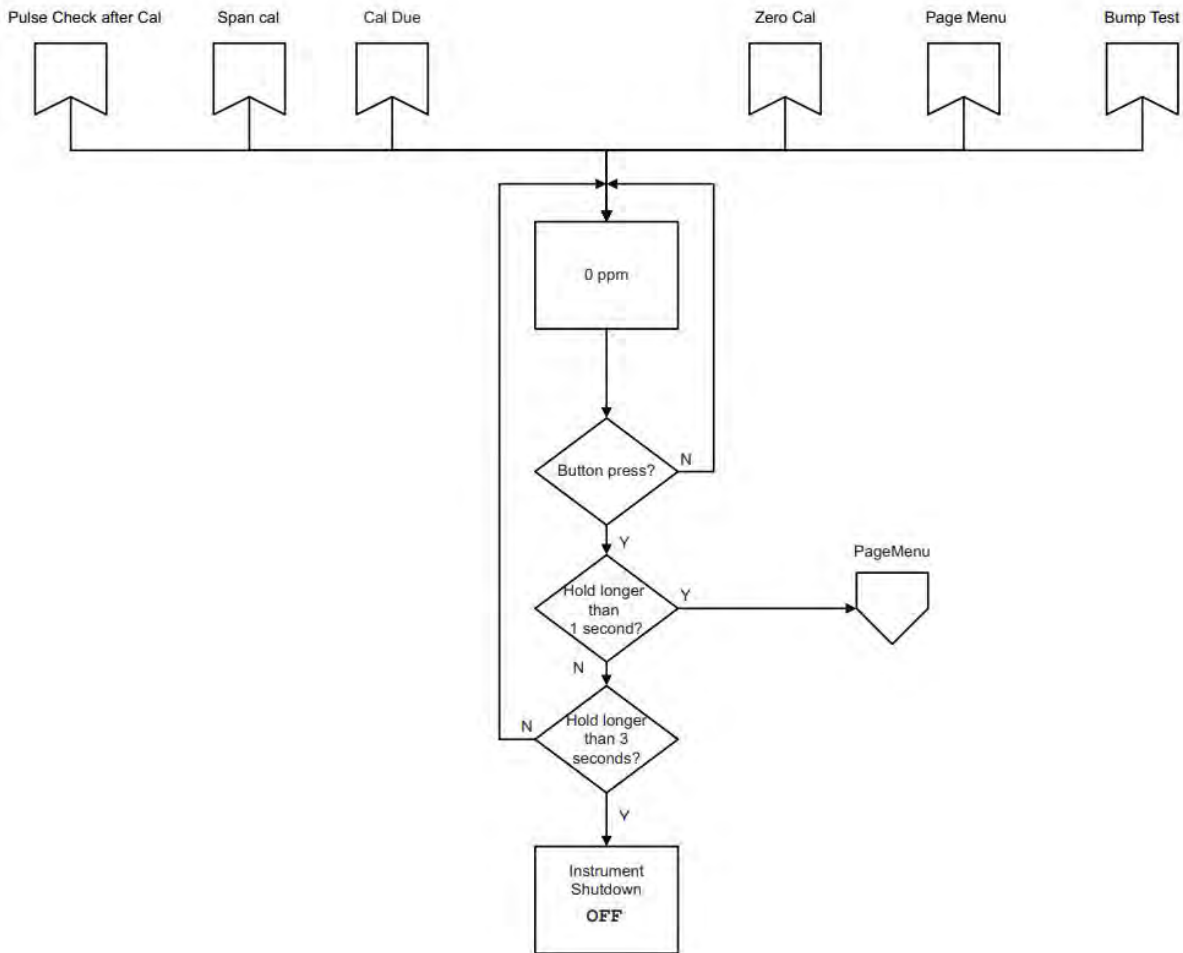 Pulse Check after Cal
Span cal
Cal Due
Zero Cal
Page Menu
Bump Test
0 ppm
Button press?
N
Y
Hold longer
than
1 second?
Y
PageMenu
N
Hold longer
than 3
seconds?
N
Y
Instrument
Shutdown
OFF